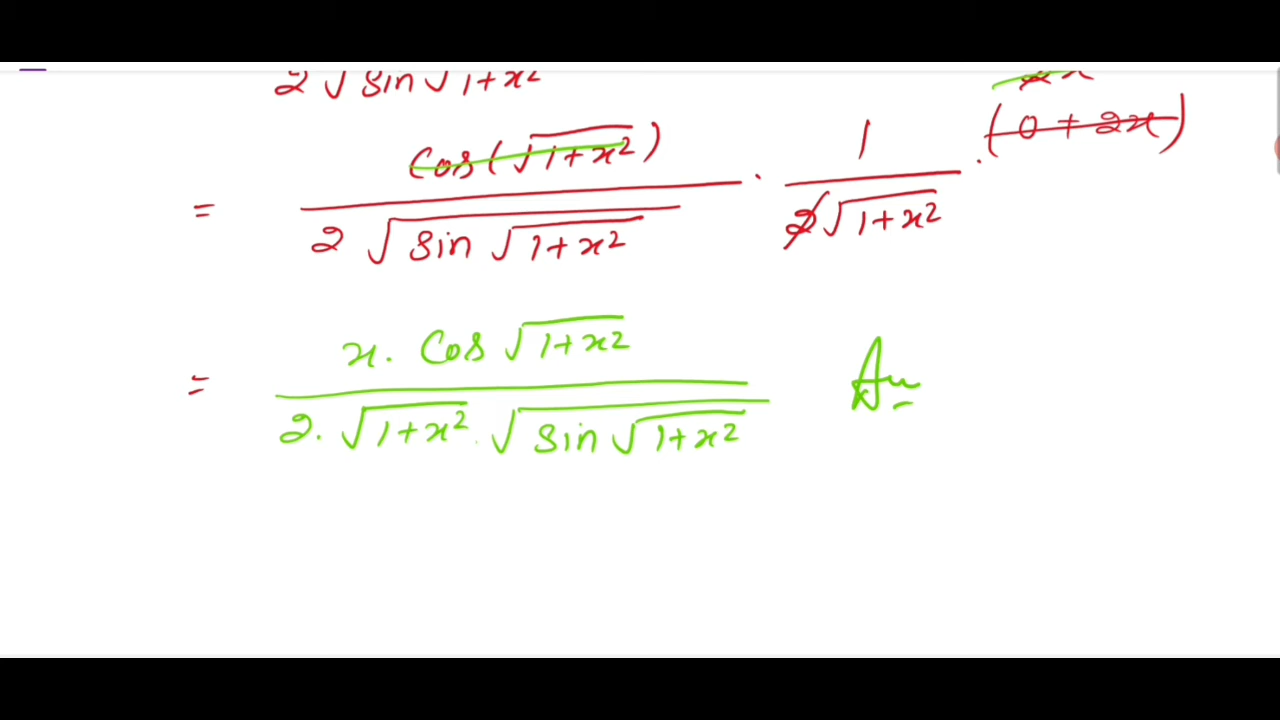 2 √ sin √ 1+x²
2x
= cos(√1+x²) / 2 √ sin √1+x² · 1 / 2√1+x² · (0 + 2x)
= x. cos √1+x² / 2. √1+x² . √ sin √1+x² Ans